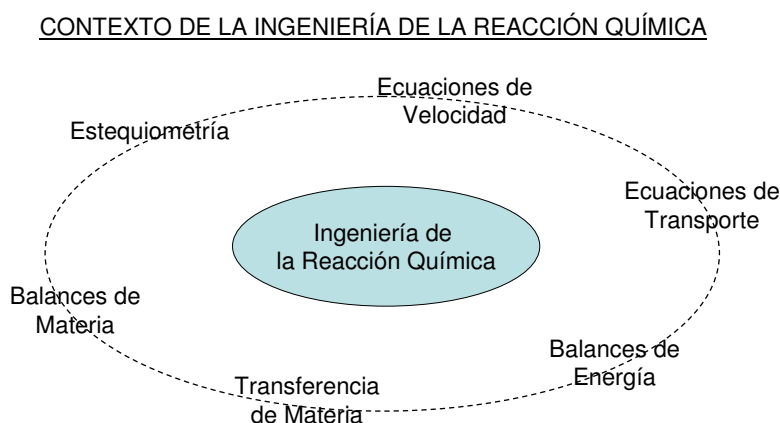 CONTEXTO DE LA INGENIERÍA DE LA REACCIÓN QUÍMICA
Ecuaciones de
Velocidad
Estequiometría
Ecuaciones de
Transporte
Ingeniería de
la Reacción Química
Balances de
Materia
Balances de
Energía
Transferencia
de Materia